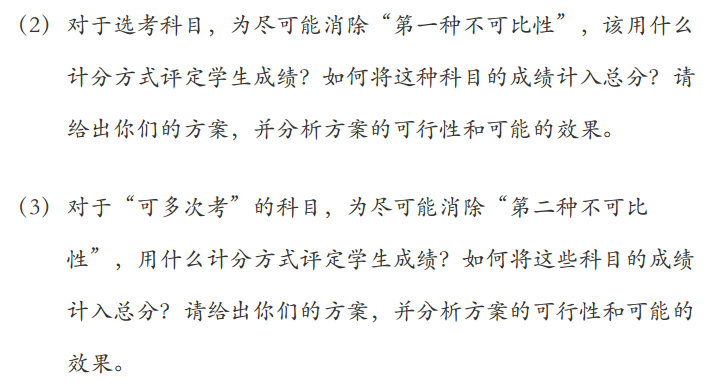 （2）对于选考科目，为尽可能消除“第一种不可比性”，该用什么
计分方式评定学生成绩？如何将这种科目的成绩计入总分？请
给出你们的方案，并分析方案的可行性和可能的效果。
（3）对于“可多次考”的科目，为尽可能消除“第二种不可比
性”，用什么计分方式评定学生成绩？如何将这些科目的成绩
计入总分？请给出你们的方案，并分析方案的可行性和可能的
效果。